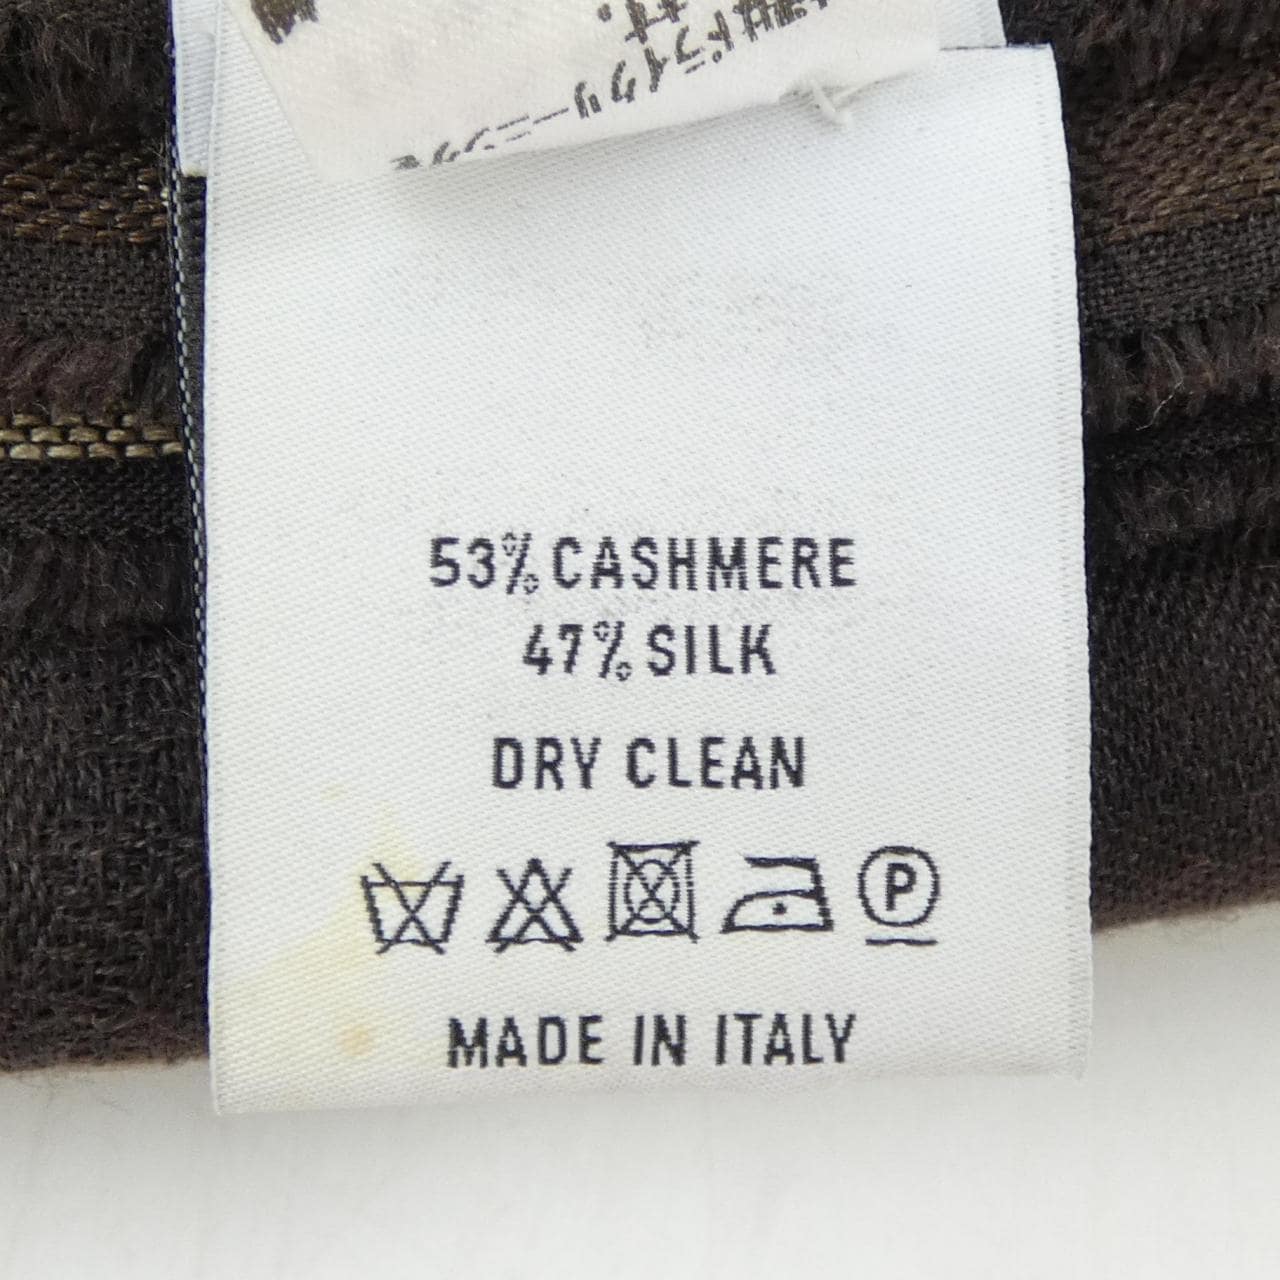 53% CASHMERE
47% SILK
DRY CLEAN
P
MADE IN ITALY